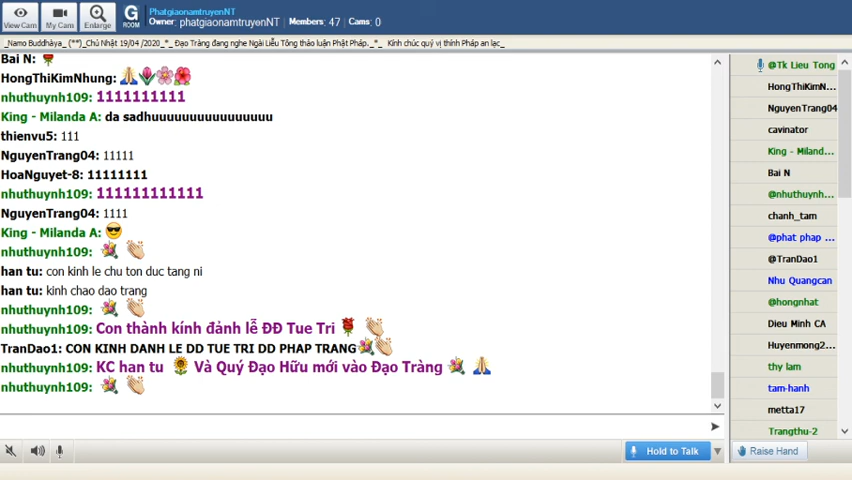 View Cam
My Cam
Enlarge
G
ROOM
PhatgiaonamtruyenNT
Owner: phatgiaonamtruyenNT Members: 47 Cams: 0
_Namo Buddhàya_ (**)_Chủ Nhật 19/04 /2020_*_ Đạo Tràng đang nghe Ngài Liễu Tông thảo luận Phật Pháp._*_ Kính chúc quý vị thính Pháp an lạc_
Bai N:
HongThiKimNhung:
nhuthuynh109: 1111111111
King - Milanda A: da sadhuuuuuuuuuuuuuuuuu
thienvu5: 111
NguyenTrang04: 11111
HoaNguyet-8: 11111111
nhuthuynh109: 111111111111
NguyenTrang04: 1111
King - Milanda A:
nhuthuynh109:
han tu: con kinh le chu ton duc tang ni
han tu: kinh chao dao trang
nhuthuynh109:
nhuthuynh109: Con thành kính đảnh lễ ĐĐ Tue Tri
TranDao1: CON KINH DANH LE DD TUE TRI DD PHAP TRANG
nhuthuynh109: KC han tu Và Quý Đạo Hữu mới vào Đạo Tràng
nhuthuynh109:
@Tk Lieu Tong
HongThiKimN...
NguyenTrang04
cavinator
King - Miland...
Bai N
@nhuthuynh...
chanh_tam
@phat phap ...
@TranDao1
Nhu Quangcan
@hongnhat
Dieu Minh CA
Huyenmong2...
thy lam
tam-hanh
metta17
Trangthu-2
Hold to Talk
Raise Hand